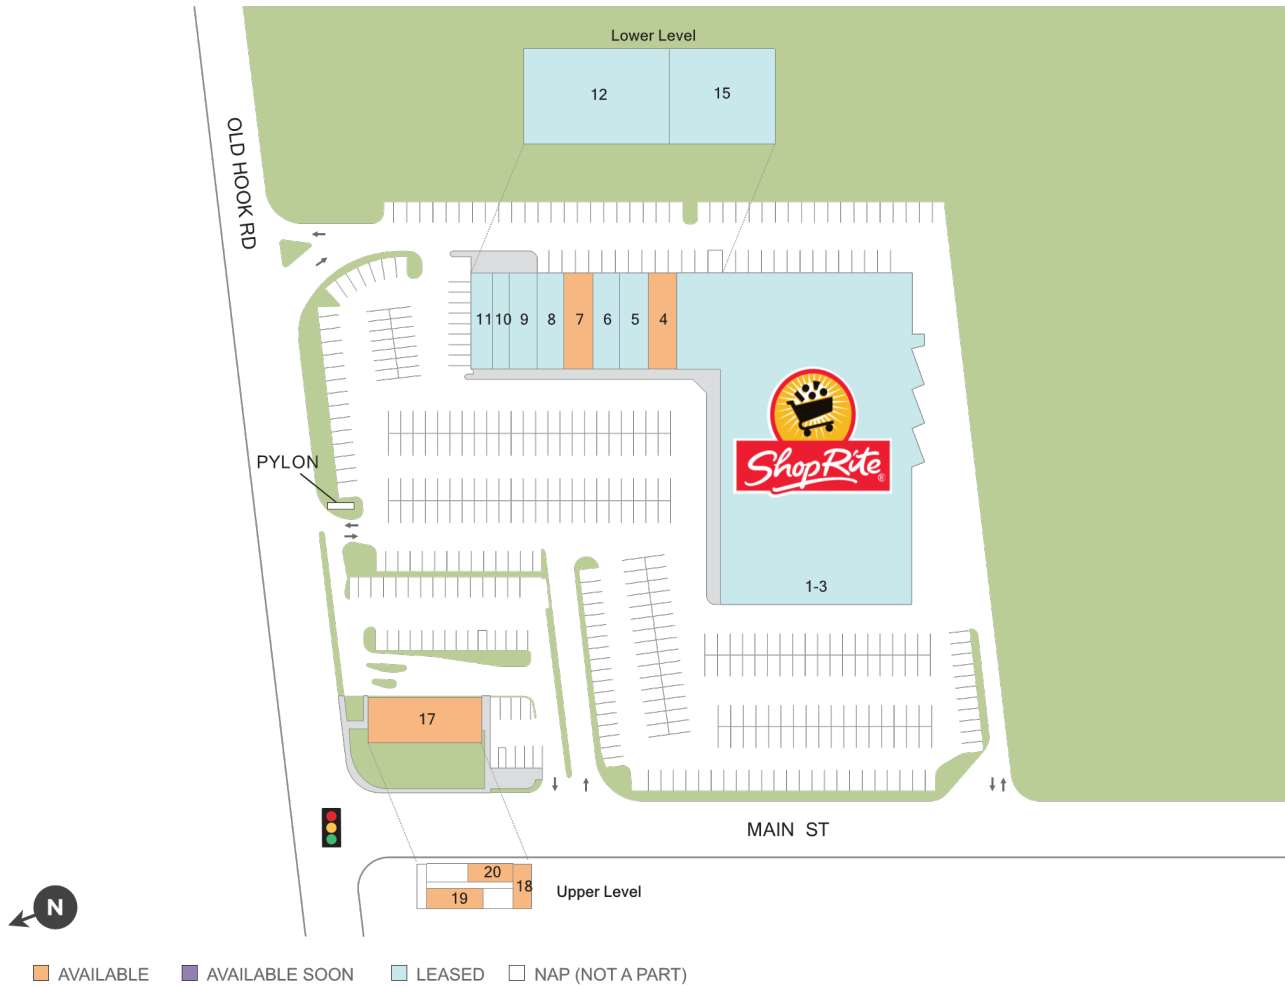 Lower Level
12
15
OLD HOOK RD
11
10
9
8
7
6
5
4
PYLON
ShopRite®
1-3
17
MAIN ST
20
18
19
Upper Level
N
AVAILABLE
AVAILABLE SOON
LEASED
NAP (NOT A PART)